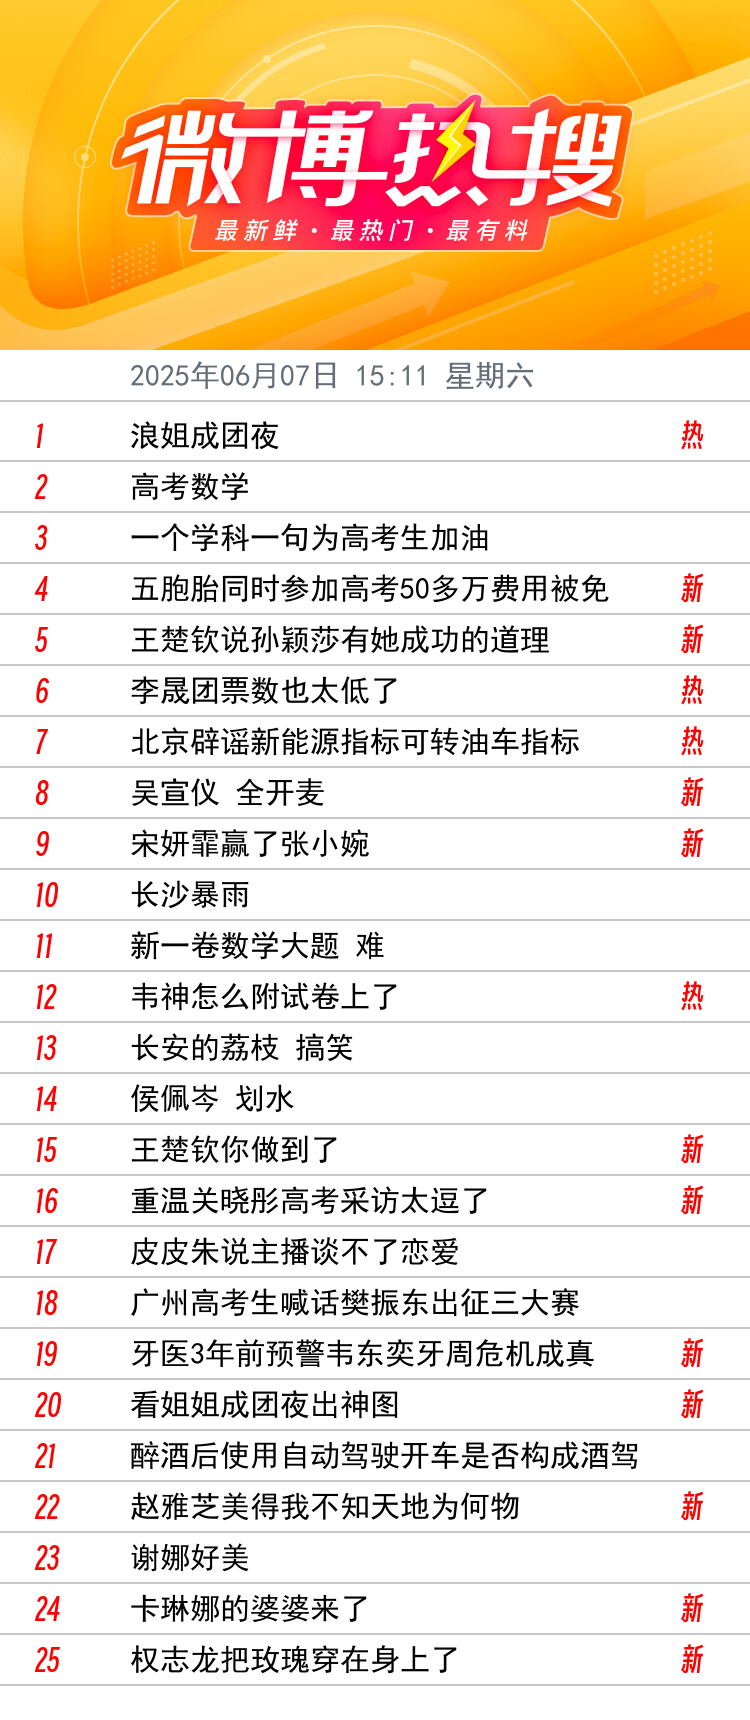 微博热搜
最新鲜·最热门·最有料
2025年06月07日 15:11 星期六
1 浪姐成团夜 热
2 高考数学
3 一个学科一句为高考生加油
4 五胞胎同时参加高考50多万费用被免 新
5 王楚钦说孙颖莎有她成功的道理 新
6 李晟团票数也太低了 热
7 北京辟谣新能源指标可转油车指标 热
8 吴宣仪 全开麦 新
9 宋妍霏赢了张小婉 新
10 长沙暴雨
11 新一卷数学大题 难
12 韦神怎么附试卷上了 热
13 长安的荔枝 搞笑
14 侯佩岑 划水
15 王楚钦你做到了 新
16 重温关晓彤高考采访太逗了 新
17 皮皮朱说主播谈不了恋爱
18 广州高考生喊话樊振东出征三大赛
19 牙医3年前预警韦东奕牙周危机成真 新
20 看姐姐成团夜出神图 新
21 醉酒后使用自动驾驶开车是否构成酒驾
22 赵雅芝美得我不知天地为何物 新
23 谢娜好美
24 卡琳娜的婆婆来了 新
25 权志龙把玫瑰穿在身上了 新